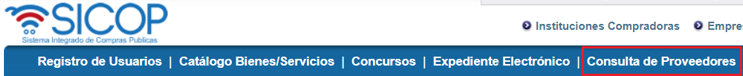 SICOP
Sistema Integrado de Compras Publicas
Instituciones Compradoras Empre
Registro de Usuarios | Catálogo Bienes/Servicios | Concursos | Expediente Electrónico | Consulta de Proveedores